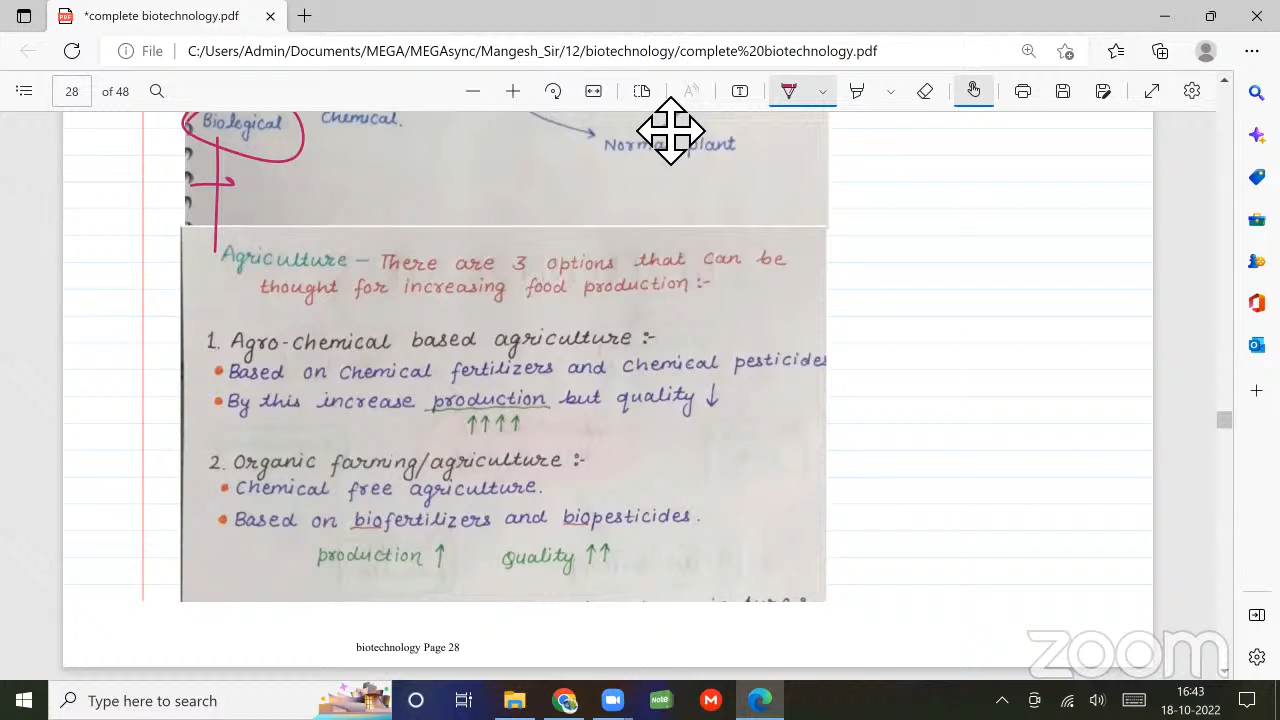 *complete biotechnology.pdf
File
C:/Users/Admin/Documents/MEGA/MEGAsync/Mangesh_Sir/12/biotechnology/complete%20biotechnology.pdf
28 of 48
Biological Chemical.
Normal plant
Agriculture – There are 3 options that can be
thought for increasing food production :-
1. Agro-chemical based agriculture :-
• Based on chemical fertilizers and chemical pesticides
• By this increase production but quality ↓
↑↑↑↑
2. Organic farming/agriculture :-
• Chemical free agriculture.
• Based on biofertilizers and biopesticides.
production ↑ Quality ↑↑
biotechnology Page 28
zoom
Type here to search
Note
16:43
18-10-2022